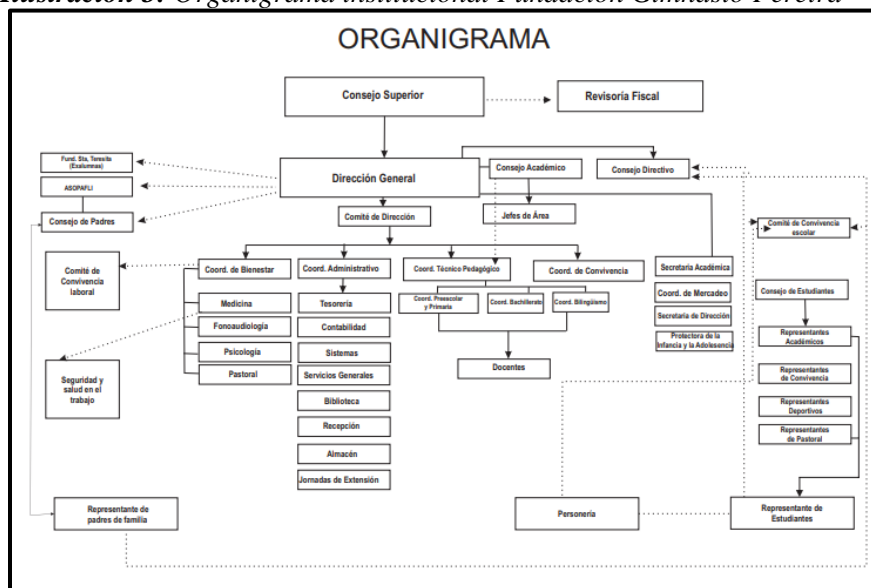 Ilustración 3: Organigrama institucional Fundación Gimnasio Pereira
ORGANIGRAMA
Consejo Superior
Revisoría Fiscal
Fund. Sta, Teresita
(Exalumnas)
ASOPAFLI
Consejo de Padres
Dirección General
Consejo Académico
Consejo Directivo
Comité de Dirección
Jefes de Área
Comité de Convivencia
escolar
Comité de
Convivencia
laboral
Coord. de Bienestar
Coord. Administrativo
Coord. Técnico Pedagógico
Coord. de Convivencia
Secretaria Académica
Coord. de Mercadeo
Secretaria de Dirección
Protectora de la
Infancia y la Adolesencia
Consejo de Estudiantes
Medicina
Fonoaudiología
Psicología
Pastoral
Tesorería
Contabilidad
Sistemas
Servicios Generales
Biblioteca
Recepción
Almacén
Jornadas de Extensión
Coord. Preescolar
y Primaria
Coord. Bachillerato
Coord. Bilingüismo
Docentes
Representantes
Académicos
Representantes
de Convivencia
Representantes
Deportivos
Representantes
de Pastoral
Seguridad y
salud en el
trabajo
Representante de
padres de familia
Personería
Representante de
Estudiantes